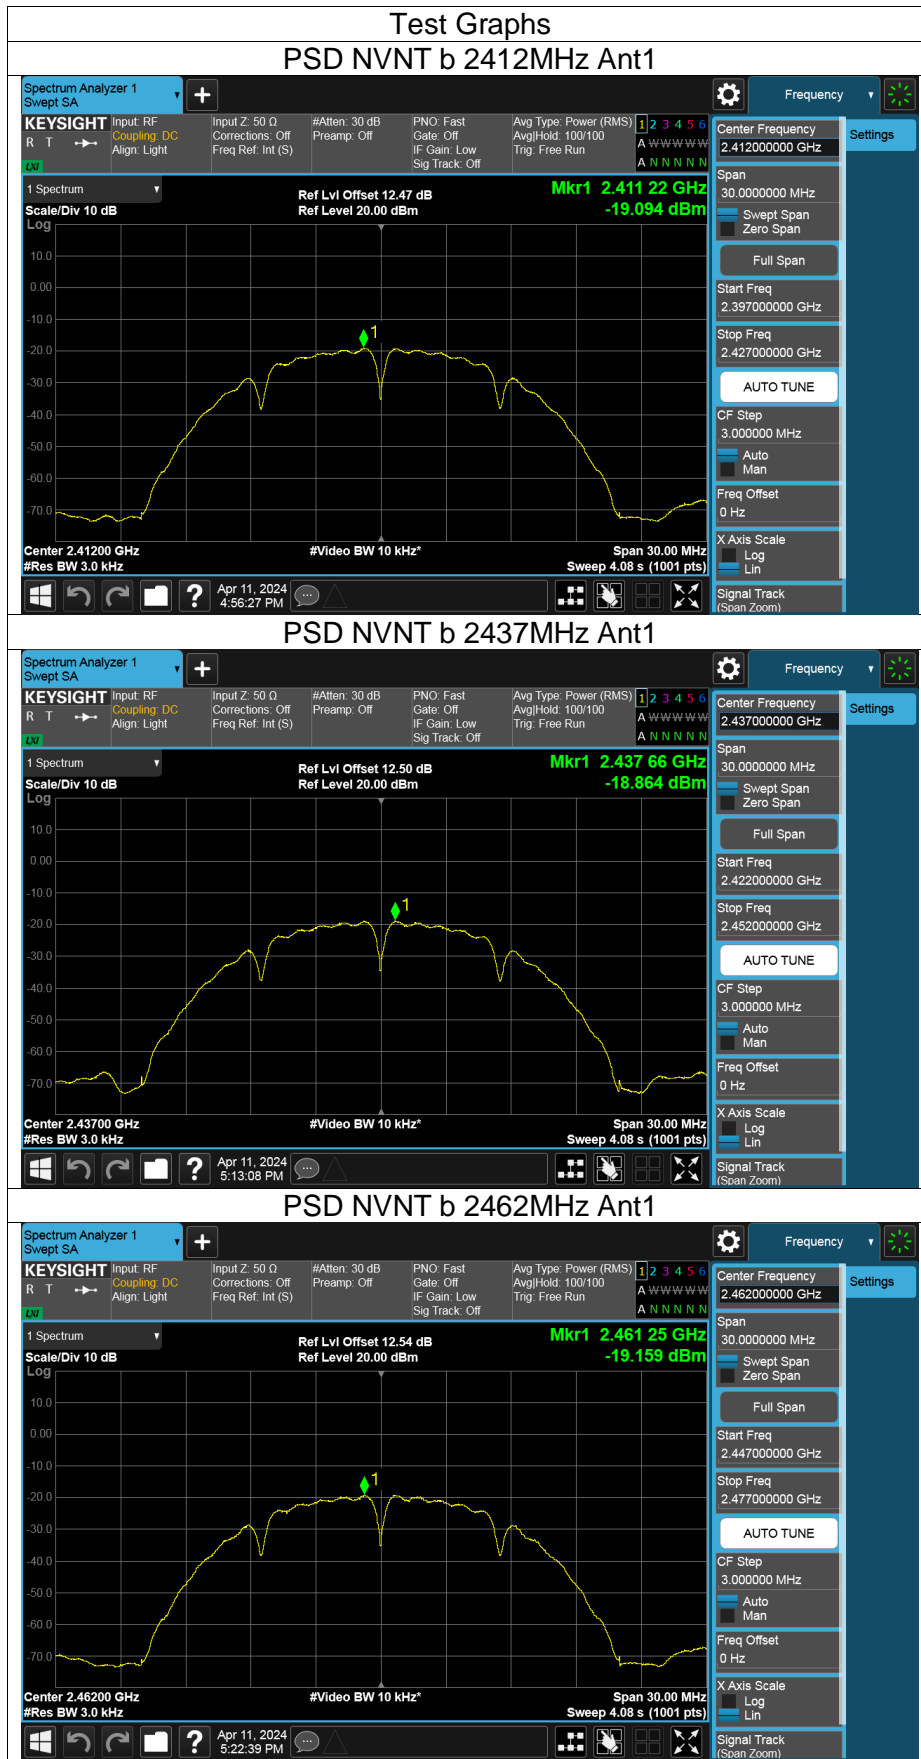 Test Graphs
PSD NVNT b 2412MHz Ant1
Spectrum Analyzer 1
Swept SA
+
Frequency
KEYSIGHT
R T
LXI
Input: RF
Coupling: DC
Align: Light
Input Z: 50 Ω
Corrections: Off
Freq Ref: Int (S)
#Atten: 30 dB
Preamp: Off
PNO: Fast
Gate: Off
IF Gain: Low
Sig Track: Off
Avg Type: Power (RMS)
Avg|Hold: 100/100
Trig: Free Run
1 2 3 4 5 6
A W W W W W
A N N N N N
1 Spectrum
Scale/Div 10 dB
Log
Ref Lvl Offset 12.47 dB
Ref Level 20.00 dBm
Mkr1 2.411 22 GHz
-19.094 dBm
10.0
0.00
-10.0
-20.0
-30.0
-40.0
-50.0
-60.0
-70.0
1
Center 2.41200 GHz
#Res BW 3.0 kHz
#Video BW 10 kHz*
Span 30.00 MHz
Sweep 4.08 s (1001 pts)
?
Apr 11, 2024
4:56:27 PM
Center Frequency
2.412000000 GHz
Span
30.0000000 MHz
Swept Span
Zero Span
Full Span
Start Freq
2.397000000 GHz
Stop Freq
2.427000000 GHz
AUTO TUNE
CF Step
3.000000 MHz
Auto
Man
Freq Offset
0 Hz
X Axis Scale
Log
Lin
Signal Track
(Span Zoom)
Settings
PSD NVNT b 2437MHz Ant1
Spectrum Analyzer 1
Swept SA
+
Frequency
KEYSIGHT
R T
LXI
Input: RF
Coupling: DC
Align: Light
Input Z: 50 Ω
Corrections: Off
Freq Ref: Int (S)
#Atten: 30 dB
Preamp: Off
PNO: Fast
Gate: Off
IF Gain: Low
Sig Track: Off
Avg Type: Power (RMS)
Avg|Hold: 100/100
Trig: Free Run
1 2 3 4 5 6
A W W W W W
A N N N N N
1 Spectrum
Scale/Div 10 dB
Log
Ref Lvl Offset 12.50 dB
Ref Level 20.00 dBm
Mkr1 2.437 66 GHz
-18.864 dBm
10.0
0.00
-10.0
-20.0
-30.0
-40.0
-50.0
-60.0
-70.0
1
Center 2.43700 GHz
#Res BW 3.0 kHz
#Video BW 10 kHz*
Span 30.00 MHz
Sweep 4.08 s (1001 pts)
?
Apr 11, 2024
5:13:08 PM
Center Frequency
2.437000000 GHz
Span
30.0000000 MHz
Swept Span
Zero Span
Full Span
Start Freq
2.422000000 GHz
Stop Freq
2.452000000 GHz
AUTO TUNE
CF Step
3.000000 MHz
Auto
Man
Freq Offset
0 Hz
X Axis Scale
Log
Lin
Signal Track
(Span Zoom)
Settings
PSD NVNT b 2462MHz Ant1
Spectrum Analyzer 1
Swept SA
+
Frequency
KEYSIGHT
R T
LXI
Input: RF
Coupling: DC
Align: Light
Input Z: 50 Ω
Corrections: Off
Freq Ref: Int (S)
#Atten: 30 dB
Preamp: Off
PNO: Fast
Gate: Off
IF Gain: Low
Sig Track: Off
Avg Type: Power (RMS)
Avg|Hold: 100/100
Trig: Free Run
1 2 3 4 5 6
A W W W W W
A N N N N N
1 Spectrum
Scale/Div 10 dB
Log
Ref Lvl Offset 12.54 dB
Ref Level 20.00 dBm
Mkr1 2.461 25 GHz
-19.159 dBm
10.0
0.00
-10.0
-20.0
-30.0
-40.0
-50.0
-60.0
-70.0
1
Center 2.46200 GHz
#Res BW 3.0 kHz
#Video BW 10 kHz*
Span 30.00 MHz
Sweep 4.08 s (1001 pts)
?
Apr 11, 2024
5:22:39 PM
Center Frequency
2.462000000 GHz
Span
30.0000000 MHz
Swept Span
Zero Span
Full Span
Start Freq
2.447000000 GHz
Stop Freq
2.477000000 GHz
AUTO TUNE
CF Step
3.000000 MHz
Auto
Man
Freq Offset
0 Hz
X Axis Scale
Log
Lin
Signal Track
(Span Zoom)
Settings